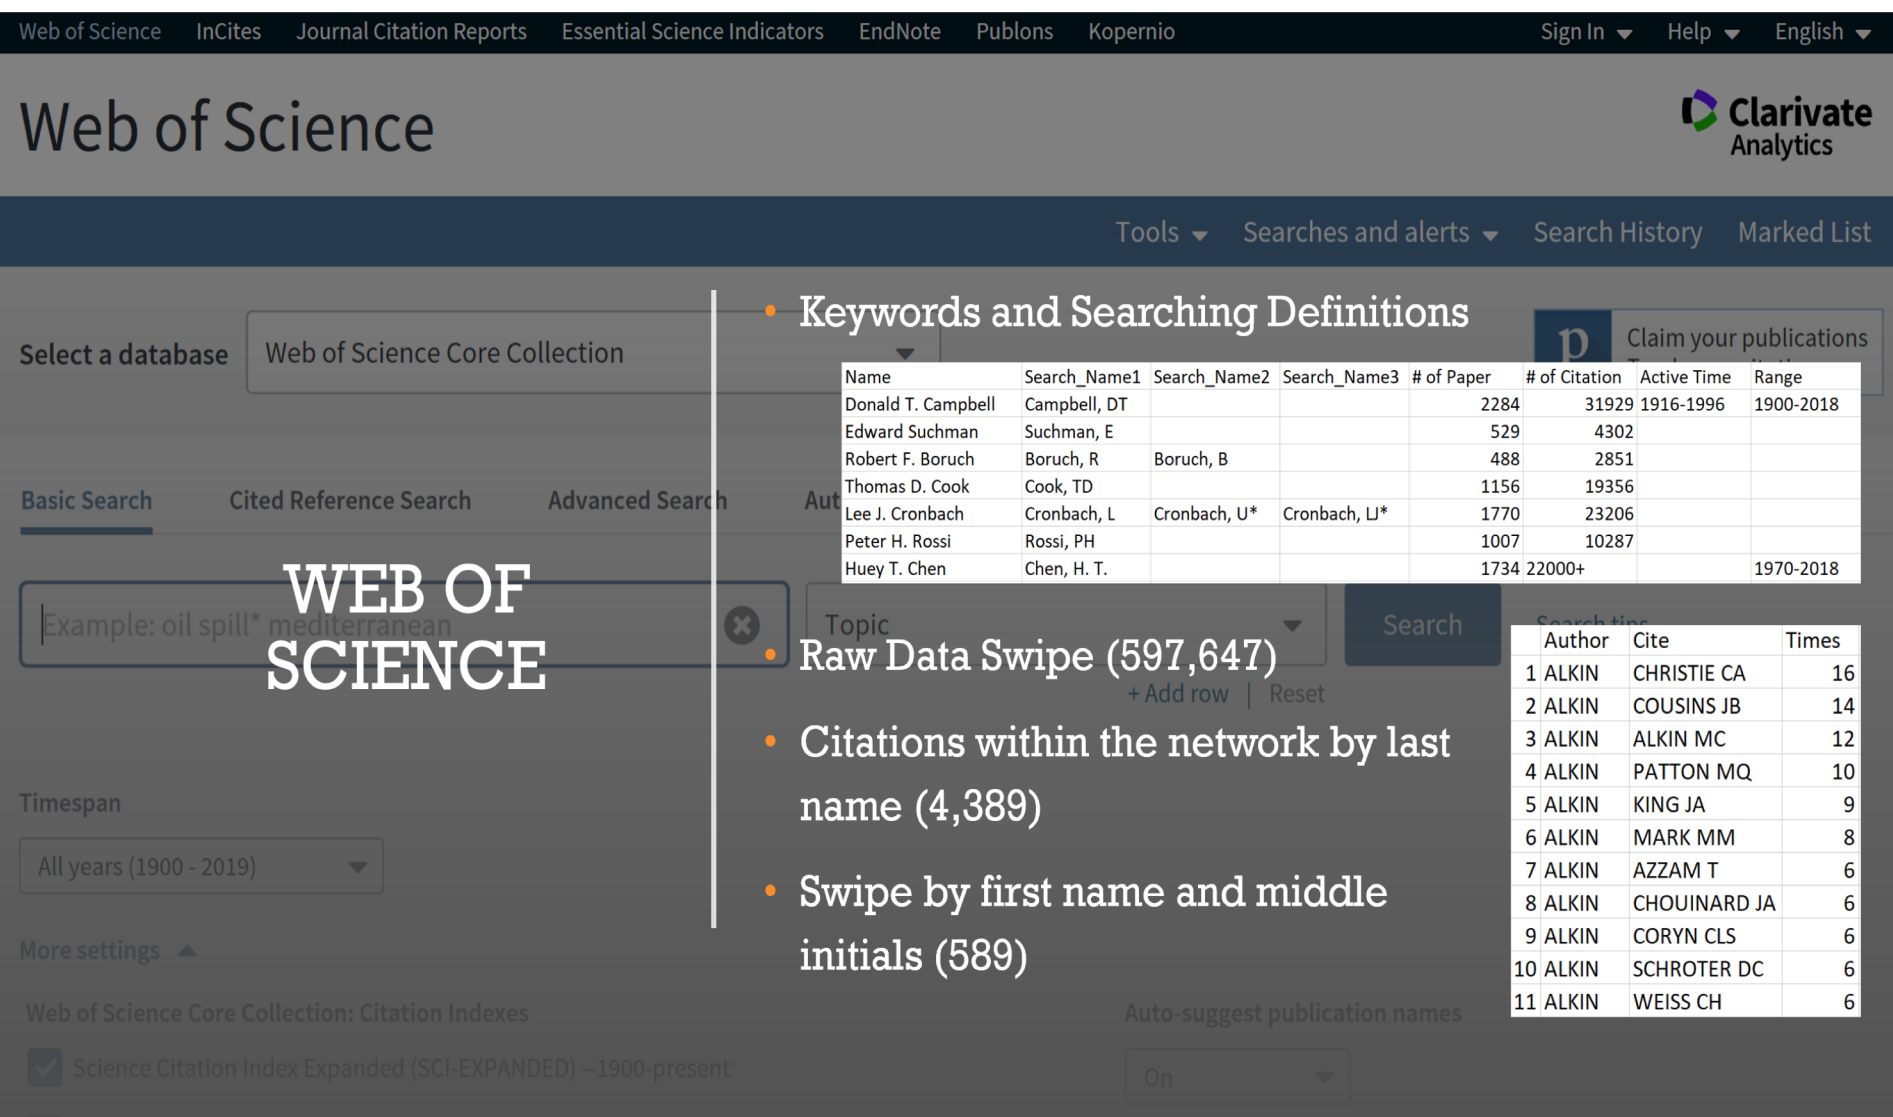 Web of Science InCites Journal Citation Reports Essential Science Indicators EndNote Publons Kopernio Sign In Help English
Web of Science
Clarivate
Analytics
Tools Searches and alerts Search History Marked List
Select a database Web of Science Core Collection
Claim your publications
Basic Search Cited Reference Search Advanced Search Aut
Example: oil spill* mediterranean
Topic
Search
Search tips
+ Add row | Reset
Timespan
All years (1900 - 2019)
More settings
Web of Science Core Collection: Citation Indexes
Science Citation Index Expanded (SCI-EXPANDED) --1900-present
Auto-suggest publication names
On
WEB OF
SCIENCE
• Keywords and Searching Definitions
Name Search_Name1 Search_Name2 Search_Name3 # of Paper # of Citation Active Time Range
Donald T. Campbell Campbell, DT 2284 31929 1916-1996 1900-2018
Edward Suchman Suchman, E 529 4302
Robert F. Boruch Boruch, R Boruch, B 488 2851
Thomas D. Cook Cook, TD 1156 19356
Lee J. Cronbach Cronbach, L Cronbach, U* Cronbach, LJ* 1770 23206
Peter H. Rossi Rossi, PH 1007 10287
Huey T. Chen Chen, H. T. 1734 22000+ 1970-2018
• Raw Data Swipe (597,647)
• Citations within the network by last
name (4,389)
• Swipe by first name and middle
initials (589)
Author Cite Times
1 ALKIN CHRISTIE CA 16
2 ALKIN COUSINS JB 14
3 ALKIN ALKIN MC 12
4 ALKIN PATTON MQ 10
5 ALKIN KING JA 9
6 ALKIN MARK MM 8
7 ALKIN AZZAM T 6
8 ALKIN CHOUINARD JA 6
9 ALKIN CORYN CLS 6
10 ALKIN SCHROTER DC 6
11 ALKIN WEISS CH 6